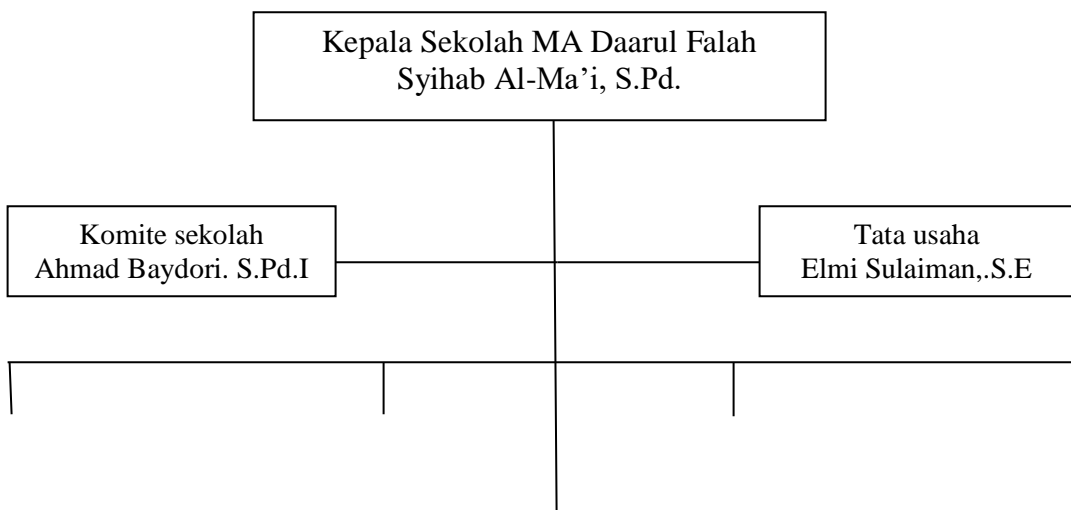 Kepala Sekolah MA Daarul Falah
Syihab Al-Ma’i, S.Pd.
Komite sekolah
Ahmad Baydori. S.Pd.I
Tata usaha
Elmi Sulaiman,.S.E